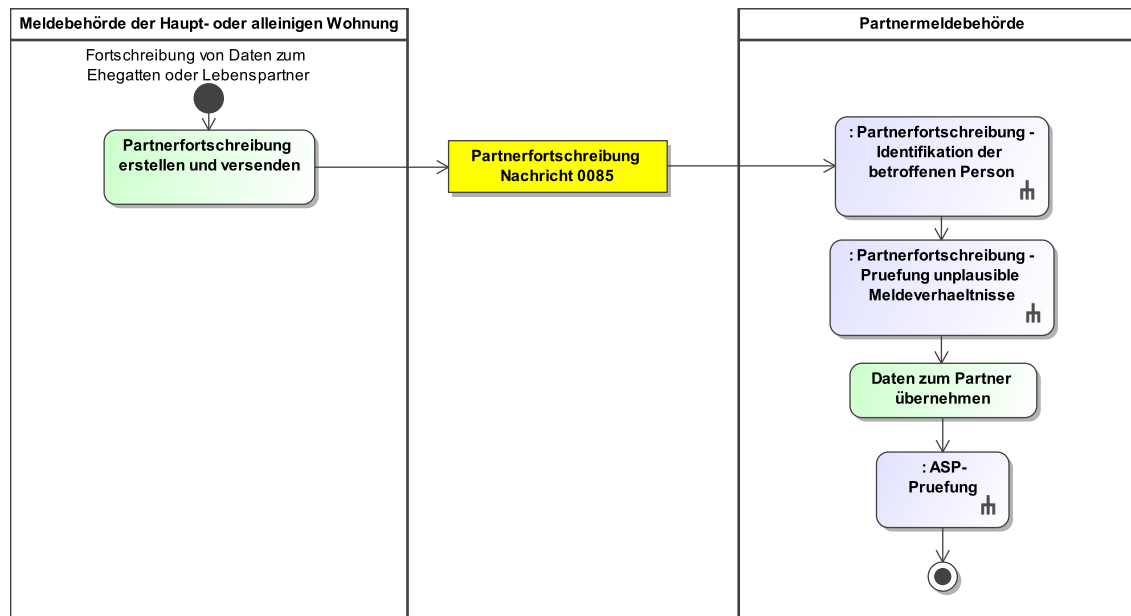 Meldebehörde der Haupt- oder alleinigen Wohnung
Partnermeldebehörde
Fortschreibung von Daten zum
Ehegatten oder Lebenspartner
Partnerfortschreibung
erstellen und versenden
Partnerfortschreibung
Nachricht 0085
: Partnerfortschreibung -
Identifikation der
betroffenen Person
: Partnerfortschreibung -
Pruefung unplausible
Meldeverhaeltnisse
Daten zum Partner
übernehmen
: ASP-
Pruefung